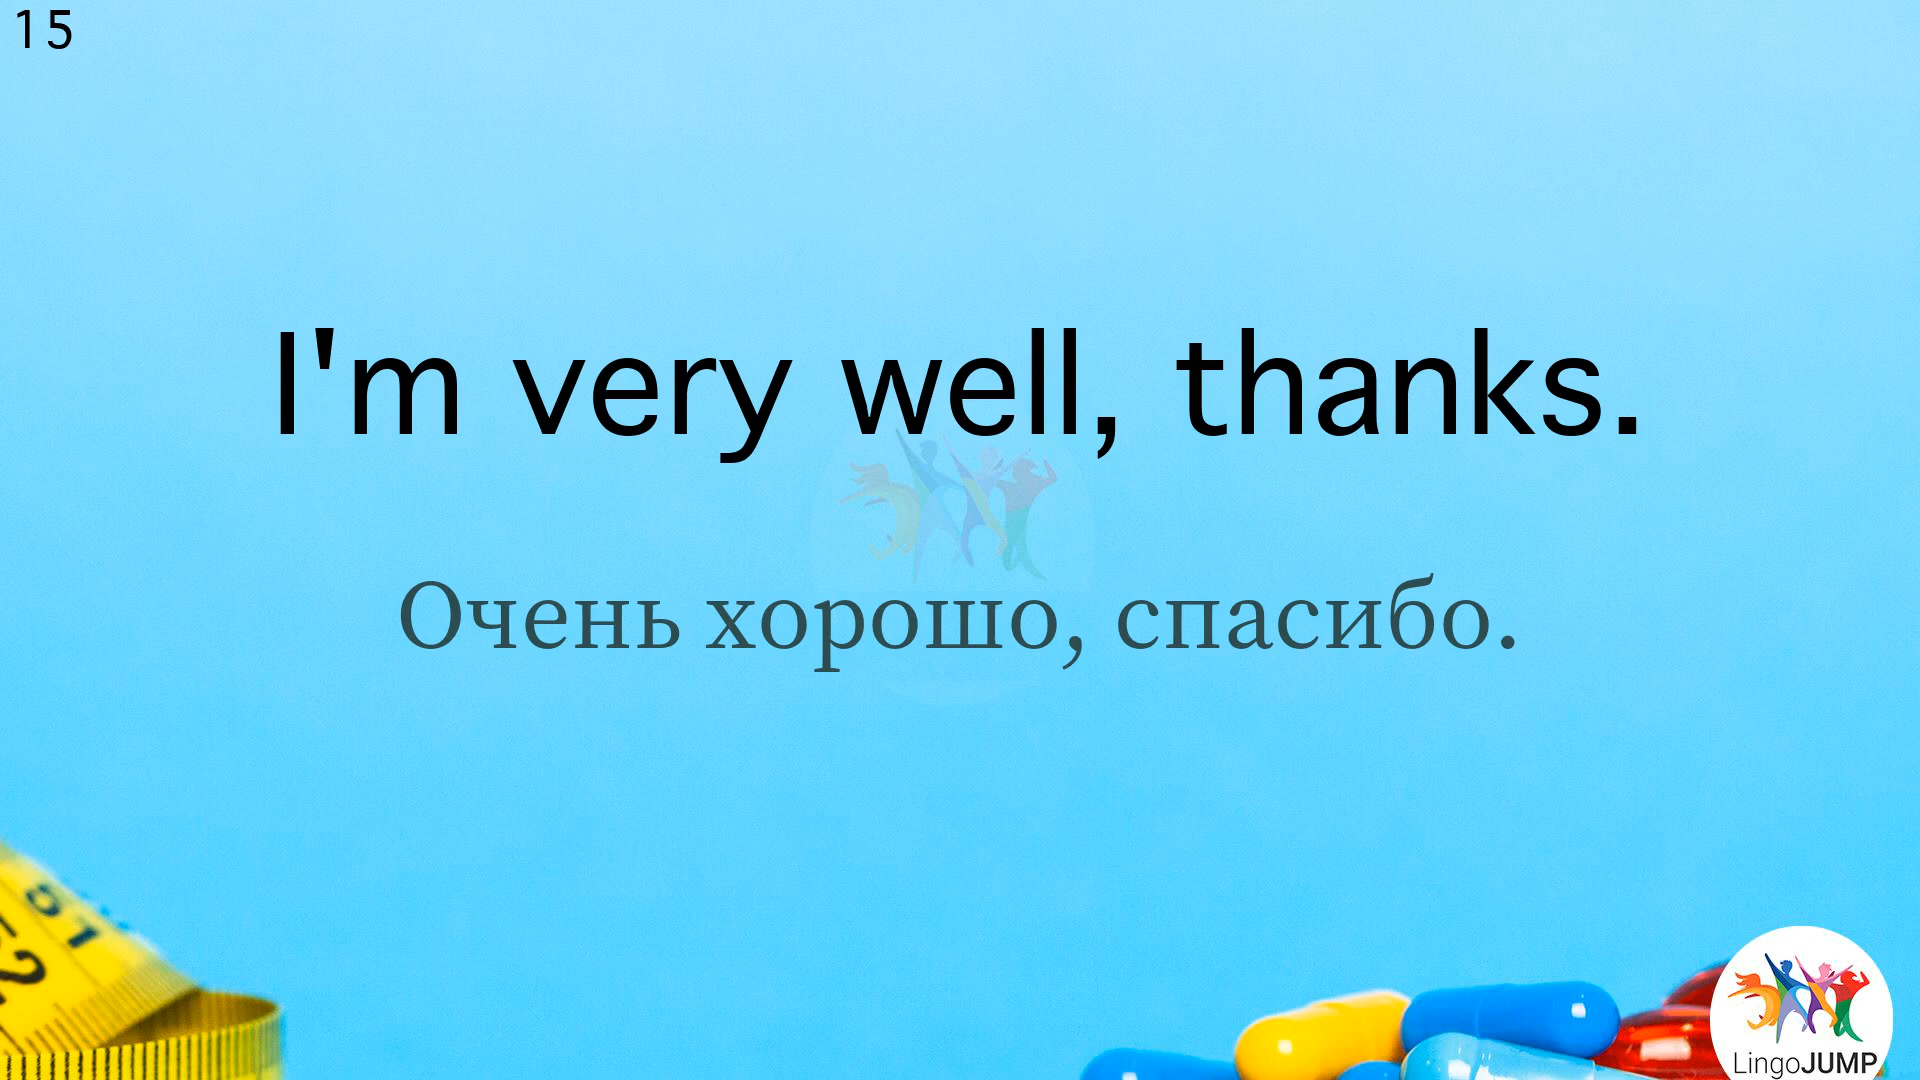 15
I'm very well, thanks.
Очень хорошо, спасибо.
LingoJUMP